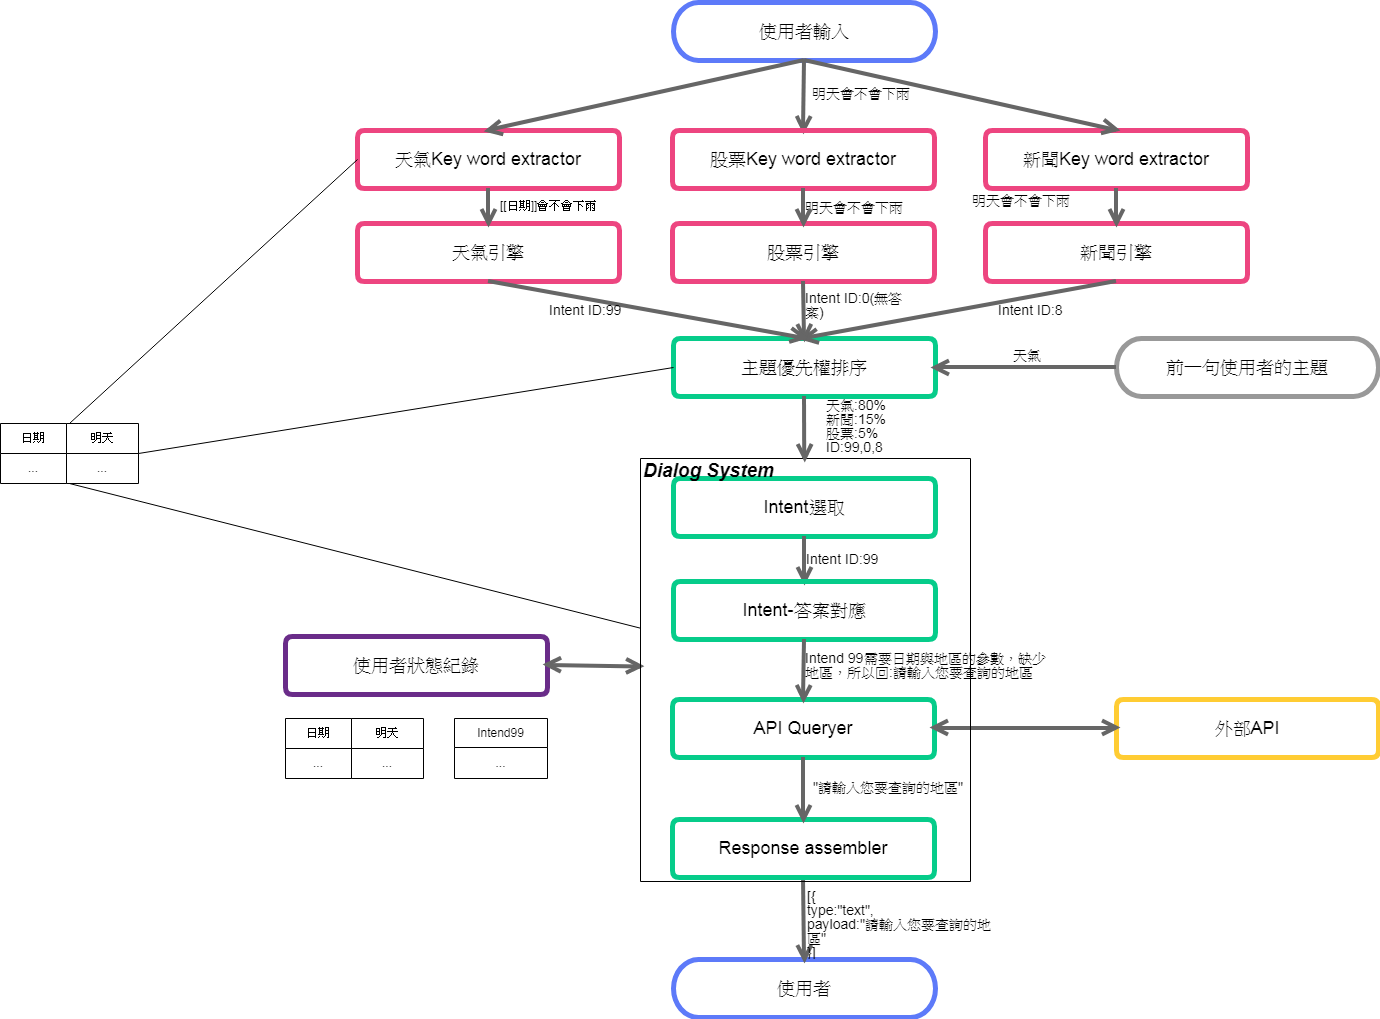 使用者輸入
明天會不會下雨
天氣Key word extractor
股票Key word extractor
新聞Key word extractor
[[日期]]會不會下雨
明天會不會下雨
明天會不會下雨
天氣引擎
股票引擎
新聞引擎
Intent ID:99
Intent ID:0(無答
案)
Intent ID:8
主題優先權排序
天氣
前一句使用者的主題
天氣:80%
新聞:15%
股票:5%
ID:99,0,8
日期
明天
...
...
Dialog System
Intent選取
Intent ID:99
Intent-答案對應
Intend 99需要日期與地區的參數，缺少
地區，所以回:請輸入您要查詢的地區
使用者狀態紀錄
日期
明天
...
...
Intend99
...
API Queryer
外部API
"請輸入您要查詢的地區"
Response assembler
[{
type:"text",
payload:"請輸入您要查詢的地
區"
}]
使用者